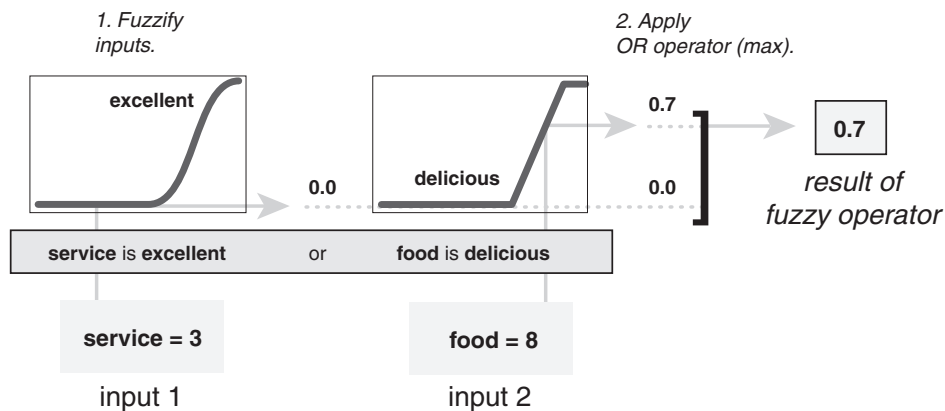 1. Fuzzify
inputs.
2. Apply
OR operator (max).
excellent
0.0
delicious
0.7
0.0
0.7
result of
fuzzy operator
service is excellent or food is delicious
service = 3
food = 8
input 1
input 2